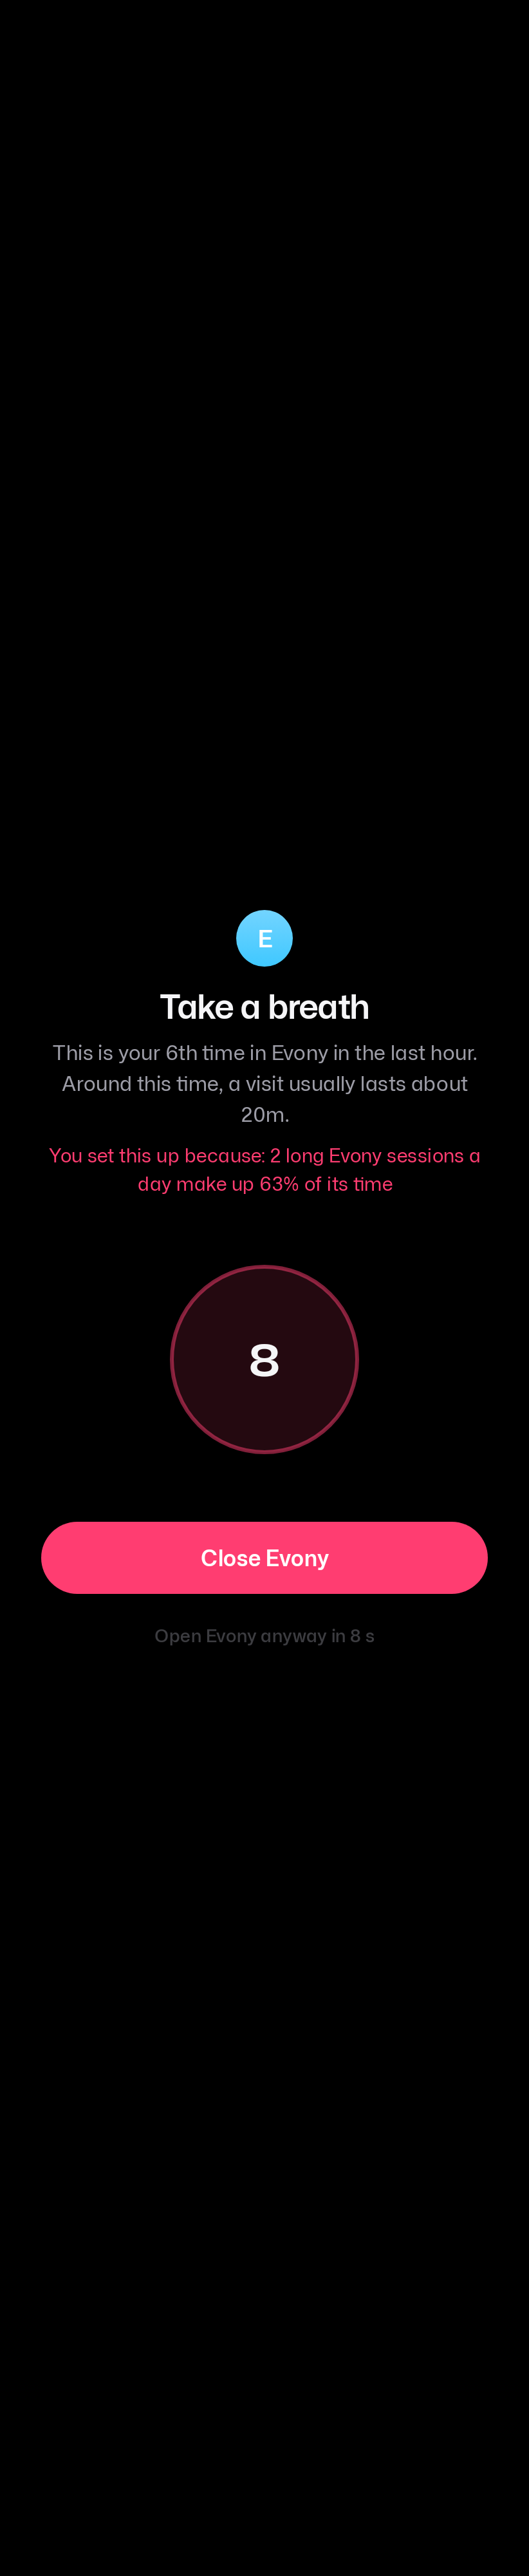 E
Take a breath
This is your 6th time in Evony in the last hour.
Around this time, a visit usually lasts about
20m.
You set this up because: 2 long Evony sessions a
day make up 63% of its time
8
Close Evony
Open Evony anyway in 8 s